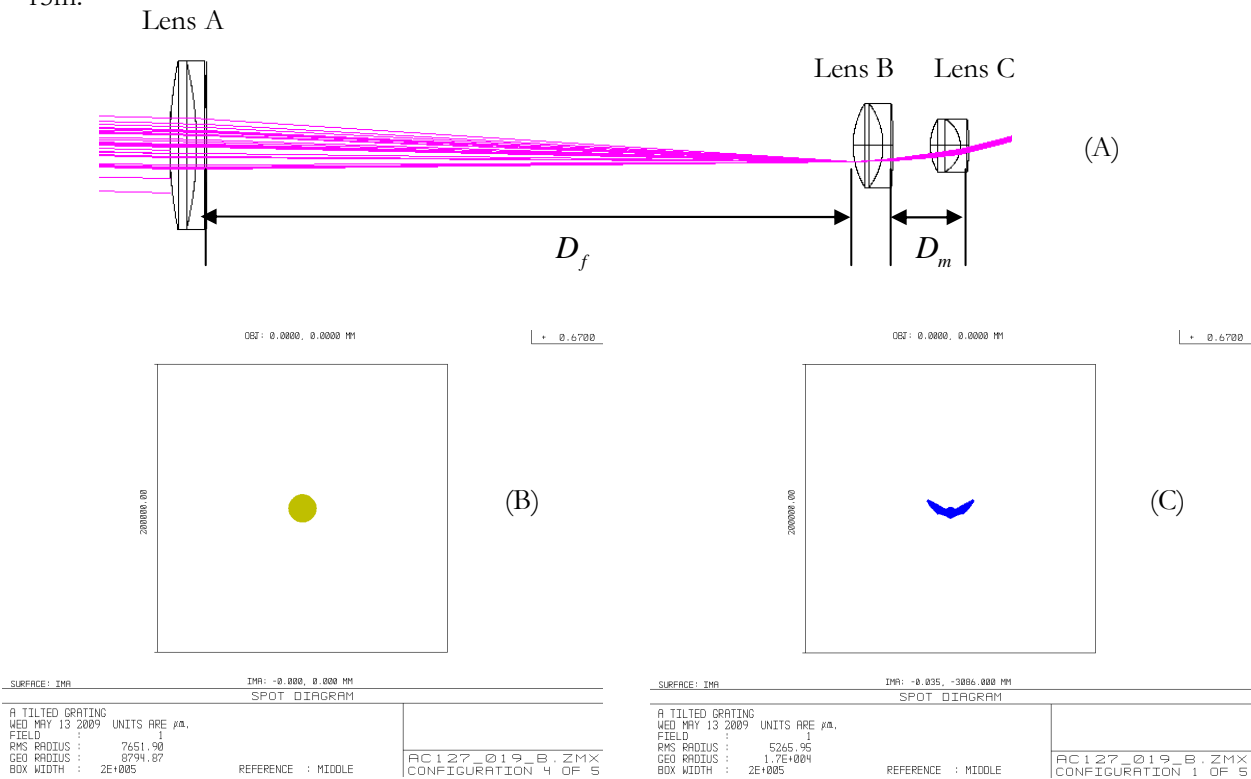 15m.
Lens A
Lens B Lens C
(A)
D_f
D_m
OBJ: 0.0000, 0.0000 MM
+ 0.6700
200000.00
(B)
SURFACE: IMA
IMA: -0.000, 0.000 MM
SPOT DIAGRAM
A TILTED GRATING
WED MAY 13 2009 UNITS ARE µm.
FIELD : 1
RMS RADIUS : 7651.90
GEO RADIUS : 8794.87
BOX WIDTH : 2E+005 REFERENCE : MIDDLE
AC127_019_B.ZMX
CONFIGURATION 4 OF 5
OBJ: 0.0000, 0.0000 MM
+ 0.6700
200000.00
(C)
SURFACE: IMA
IMA: -0.035, -3086.000 MM
SPOT DIAGRAM
A TILTED GRATING
WED MAY 13 2009 UNITS ARE µm.
FIELD : 1
RMS RADIUS : 5265.95
GEO RADIUS : 1.7E+004
BOX WIDTH : 2E+005 REFERENCE : MIDDLE
AC127_019_B.ZMX
CONFIGURATION 1 OF 5